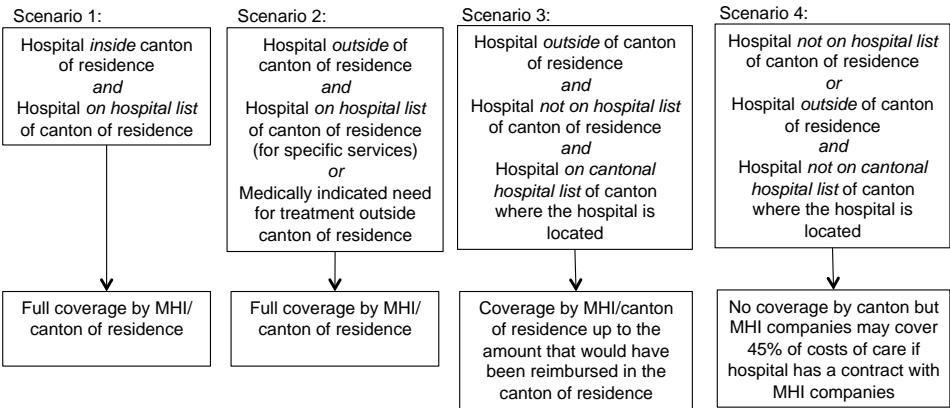 Scenario 1:
Hospital inside canton
of residence
and
Hospital on hospital list
of canton of residence
Full coverage by MHI/
canton of residence
Scenario 2:
Hospital outside of
canton of residence
and
Hospital on hospital list
of canton of residence
(for specific services)
or
Medically indicated need
for treatment outside
canton of residence
Full coverage by MHI/
canton of residence
Scenario 3:
Hospital outside of canton
of residence
and
Hospital not on hospital list
of canton of residence
and
Hospital on cantonal
hospital list of canton
where the hospital is
located
Coverage by MHI/canton
of residence up to the
amount that would have
been reimbursed in the
canton of residence
Scenario 4:
Hospital not on hospital list
of canton of residence
or
Hospital outside of canton
of residence
and
Hospital not on cantonal
hospital list of canton
where the hospital is
located
No coverage by canton but
MHI companies may cover
45% of costs of care if
hospital has a contract with
MHI companies